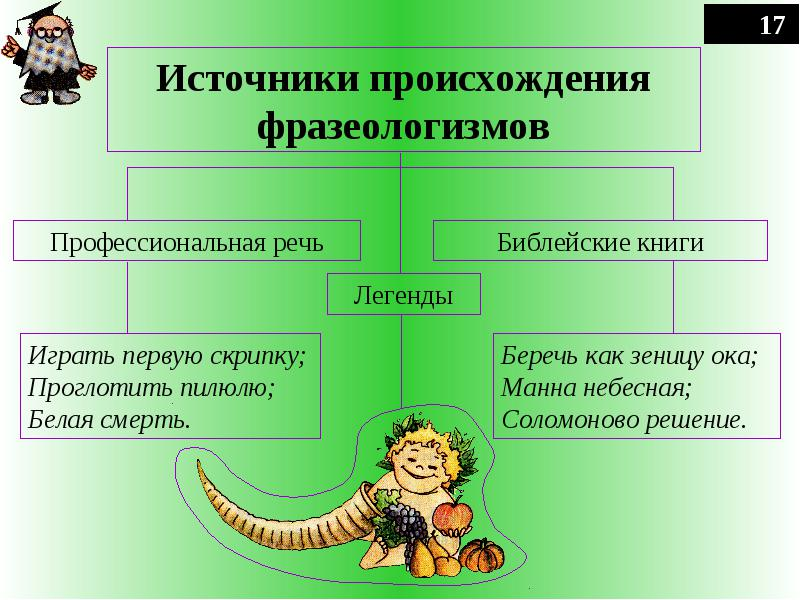 17
Источники происхождения
фразеологизмов
Профессиональная речь
Библейские книги
Легенды
Играть первую скрипку;
Проглотить пилюлю;
Белая смерть.
Беречь как зеницу ока;
Манна небесная;
Соломоново решение.